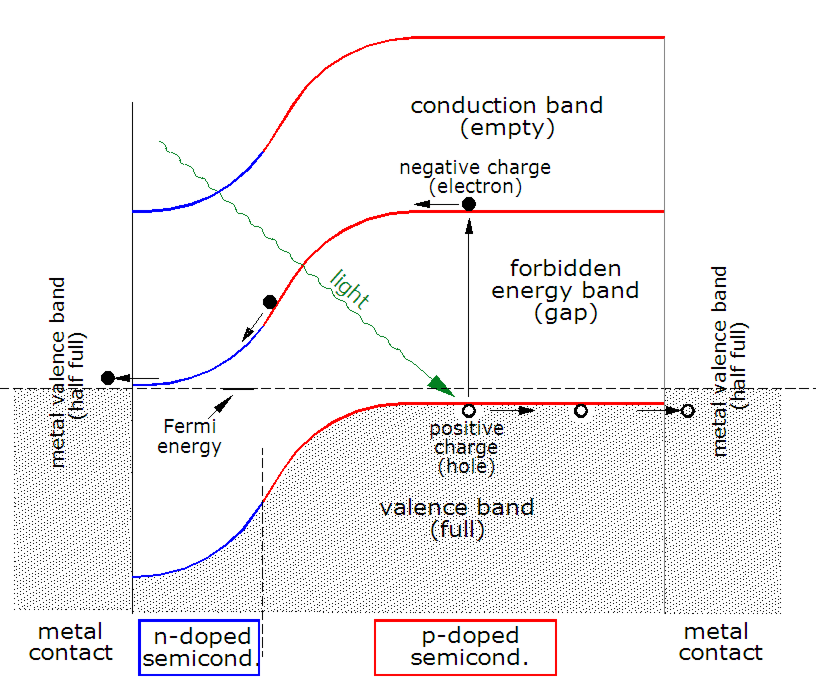 conduction band
(empty)
negative charge
(electron)
forbidden
energy band
(gap)
light
metal valence band
(half full)
metal valence band
(half full)
Fermi
energy
positive
charge
(hole)
valence band
(full)
metal
contact
n-doped
semicond.
p-doped
semicond.
metal
contact